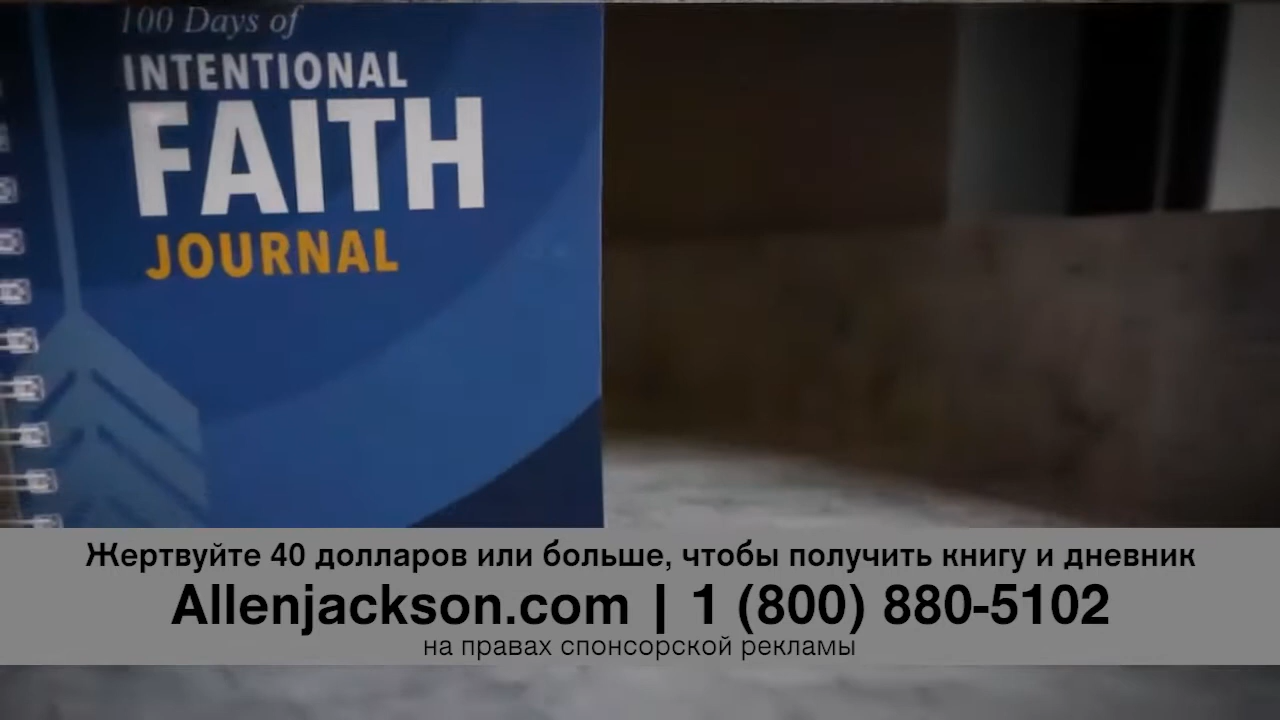 100 Days of
INTENTIONAL
FAITH
JOURNAL
Жертвуйте 40 долларов или больше, чтобы получить книгу и дневник
Allenjackson.com | 1 (800) 880-5102
на правах спонсорской рекламы